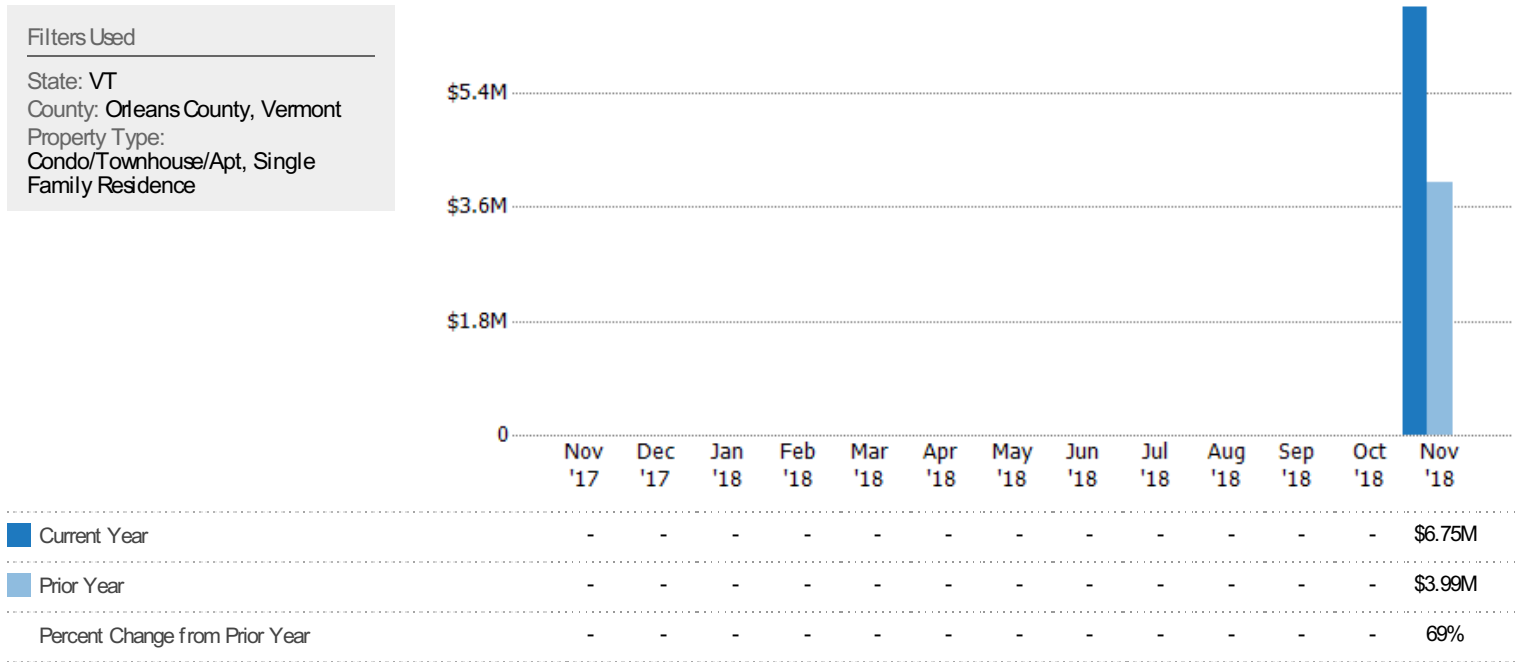 Filters Used
State: VT
County: Orleans County, Vermont
Property Type:
Condo/Townhouse/Apt, Single
Family Residence
$5.4M
$3.6M
$1.8M
0
Nov Dec Jan Feb Mar Apr May Jun Jul Aug Sep Oct Nov
'17 '17 '18 '18 '18 '18 '18 '18 '18 '18 '18 '18 '18
Current Year - - - - - - - - - - - - $6.75M
Prior Year - - - - - - - - - - - - $3.99M
Percent Change from Prior Year - - - - - - - - - - - - 69%